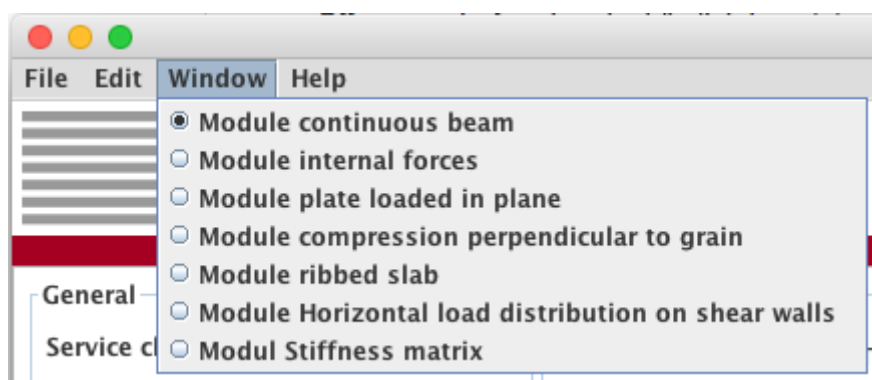 File Edit Window Help
Module continuous beam
Module internal forces
Module plate loaded in plane
Module compression perpendicular to grain
Module ribbed slab
General
Module Horizontal load distribution on shear walls
Service cl
Modul Stiffness matrix